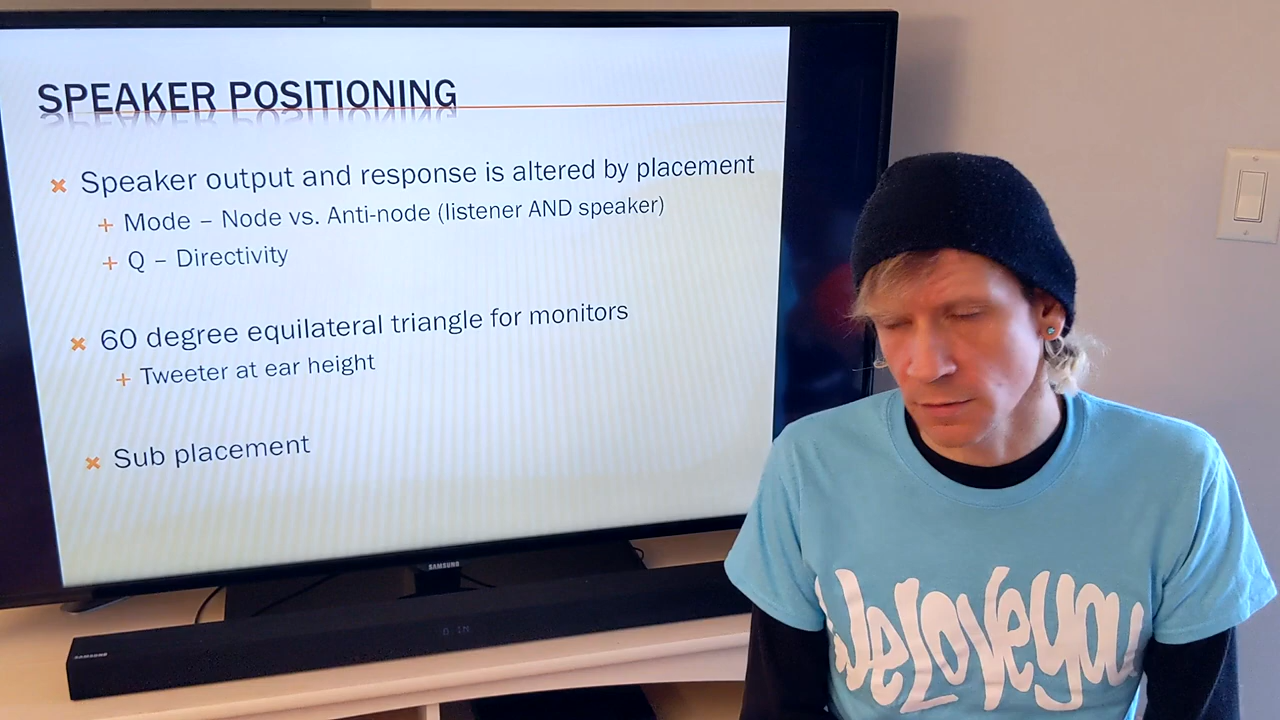 SPEAKER POSITIONING
Speaker output and response is altered by placement
Mode – Node vs. Anti-node (listener AND speaker)
Q – Directivity
60 degree equilateral triangle for monitors
Tweeter at ear height
Sub placement
SAMSUNG
SAMSUNG
WeLoveyou